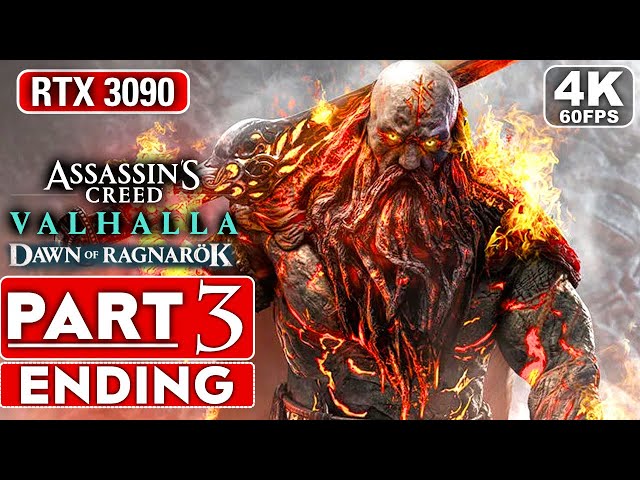 RTX 3090
4K
60FPS
ASSASSIN'S
CREED
VALHALLA
DAWN OF RAGNARÖK
PART 3
ENDING